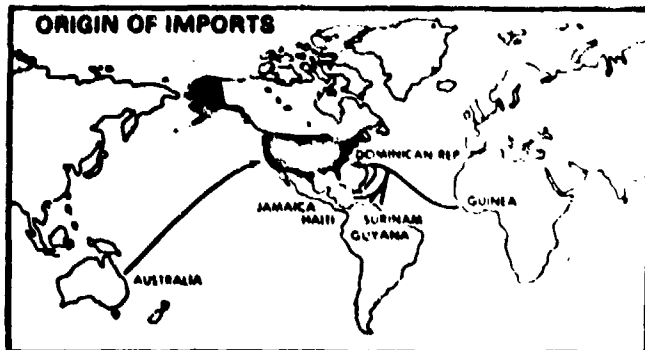 ORIGIN OF IMPORTS
DOMINICAN REP
JAMAICA
HAITI
SURINAM
GUYANA
GUINEA
AUSTRALIA